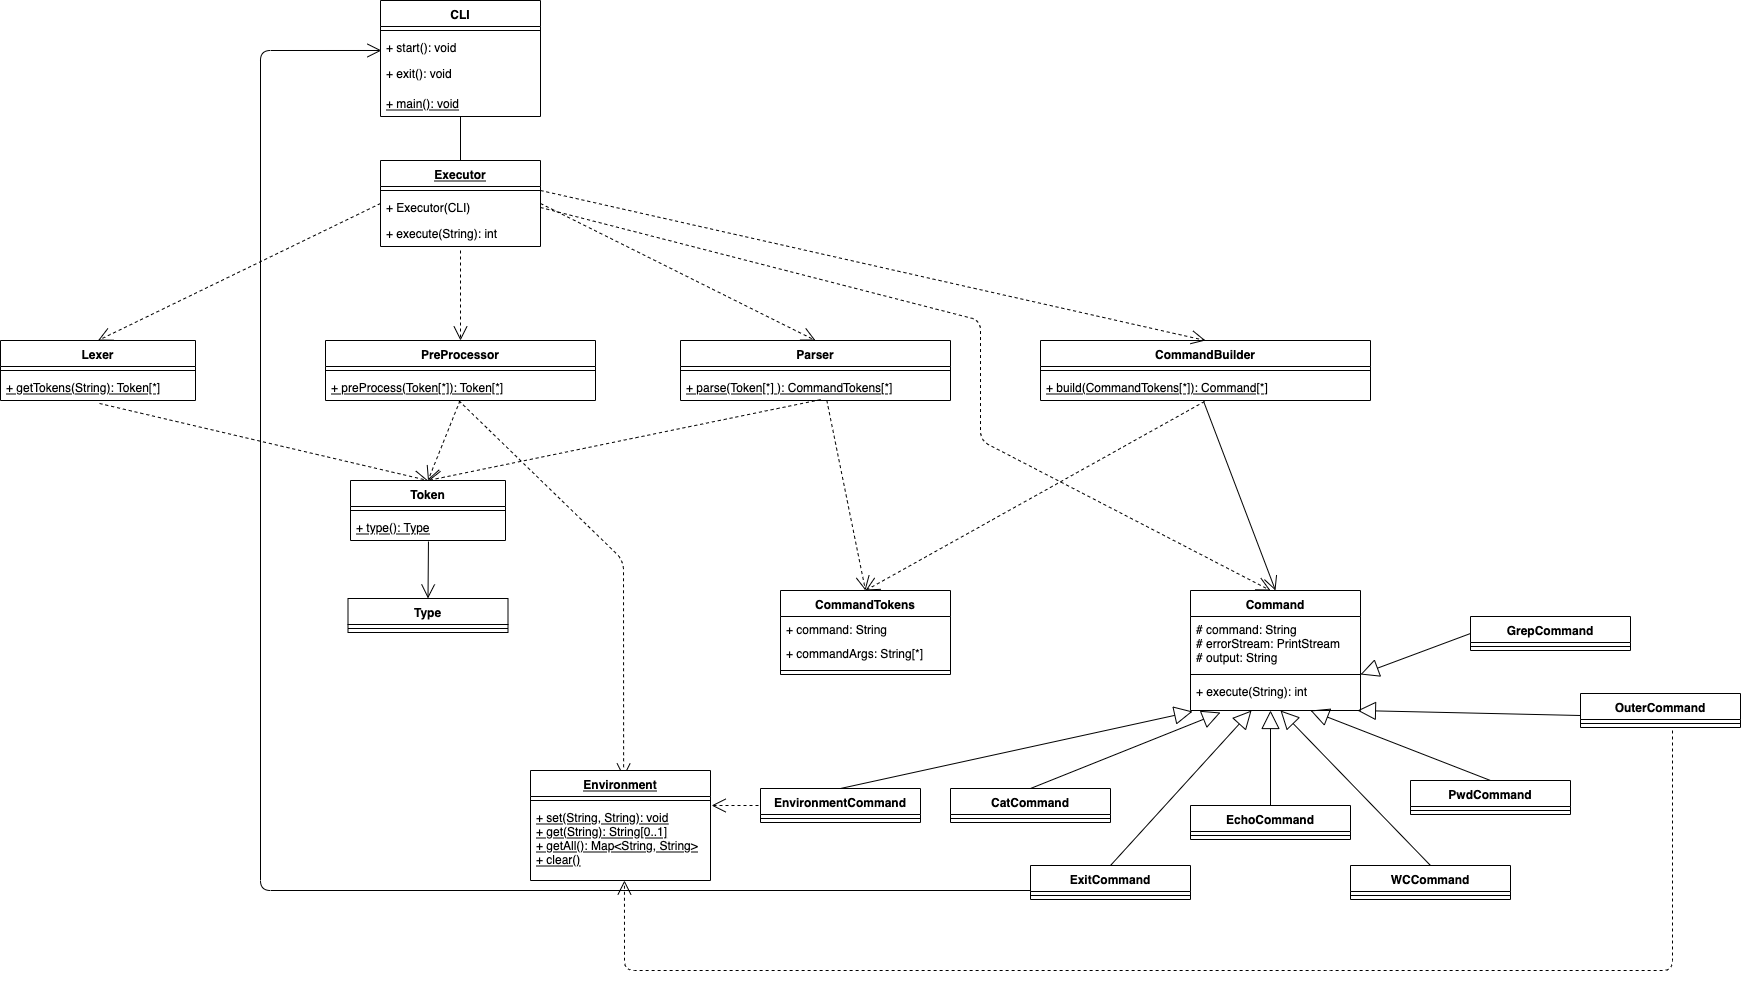 CLI
+ start(): void
+ exit(): void
+ main(): void
Executor
+ Executor(CLI)
+ execute(String): int
Lexer
+ getTokens(String): Token[*]
PreProcessor
+ preProcess(Token[*]): Token[*]
Parser
+ parse(Token[*] ): CommandTokens[*]
CommandBuilder
+ build(CommandTokens[*]): Command[*]
Token
+ type(): Type
Type
CommandTokens
+ command: String
+ commandArgs: String[*]
Command
# command: String
# errorStream: PrintStream
# output: String
+ execute(String): int
GrepCommand
OuterCommand
Environment
+ set(String, String): void
+ get(String): String[0..1]
+ getAll(): Map<String, String>
+ clear()
EnvironmentCommand
CatCommand
EchoCommand
PwdCommand
ExitCommand
WCCommand